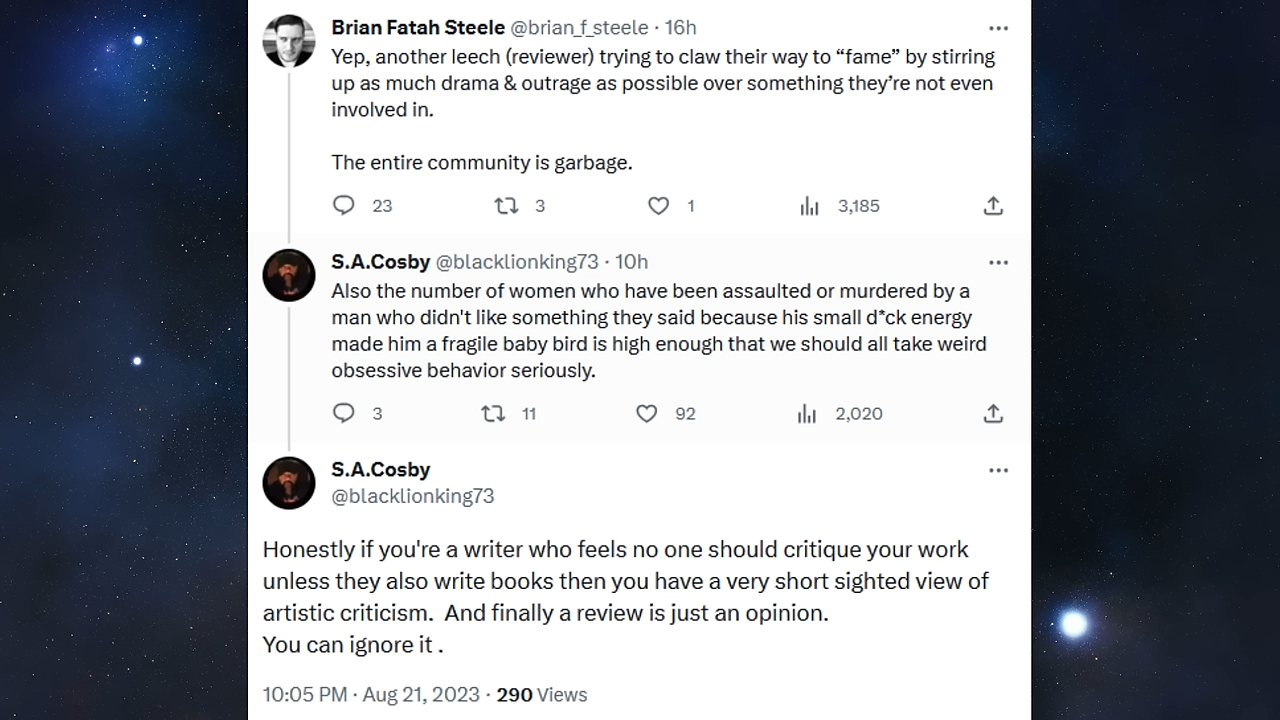 Brian Fatah Steele @brian_f_steele · 16h
Yep, another leech (reviewer) trying to claw their way to “fame” by stirring
up as much drama & outrage as possible over something they’re not even
involved in.
The entire community is garbage.
23 3 1 3,185
S.A.Cosby @blacklionking73 · 10h
Also the number of women who have been assaulted or murdered by a
man who didn't like something they said because his small d*ck energy
made him a fragile baby bird is high enough that we should all take weird
obsessive behavior seriously.
3 11 92 2,020
S.A.Cosby
@blacklionking73
Honestly if you're a writer who feels no one should critique your work
unless they also write books then you have a very short sighted view of
artistic criticism.  And finally a review is just an opinion.
You can ignore it .
10:05 PM · Aug 21, 2023 · 290 Views